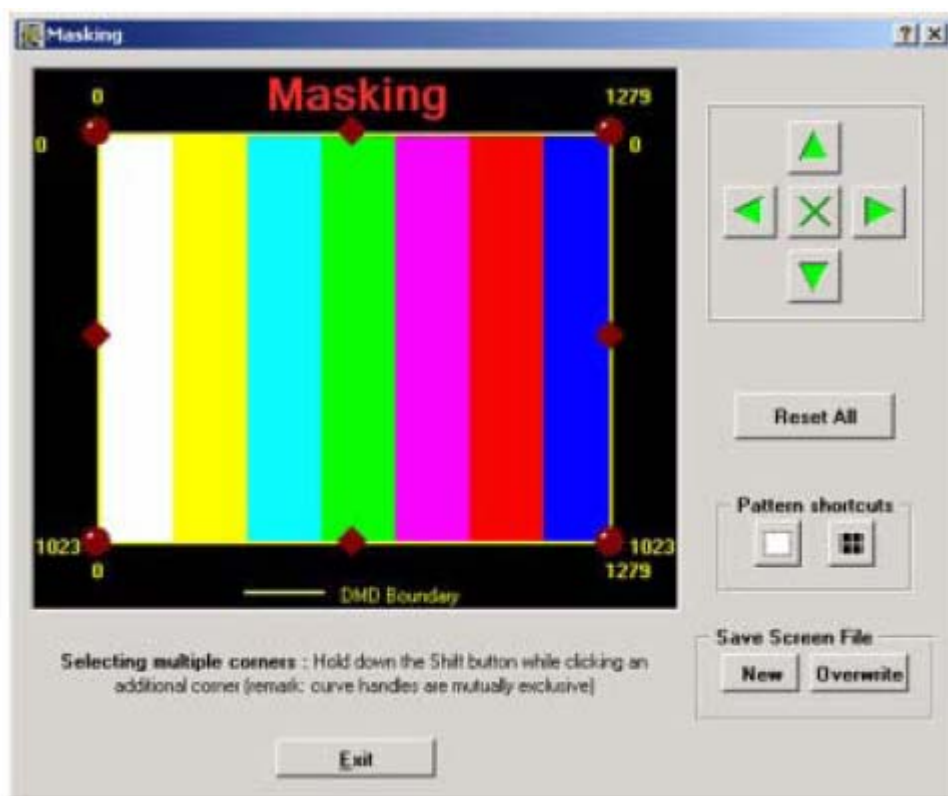 Masking
Masking
0
1279
0
0
1023
1023
0
1279
DMD Boundary
Reset All
Pattern shortcuts
Save Screen File
New
Overwrite
Selecting multiple corners : Hold down the Shift button while clicking an
additional corner (remark: curve handles are mutually exclusive)
Exit